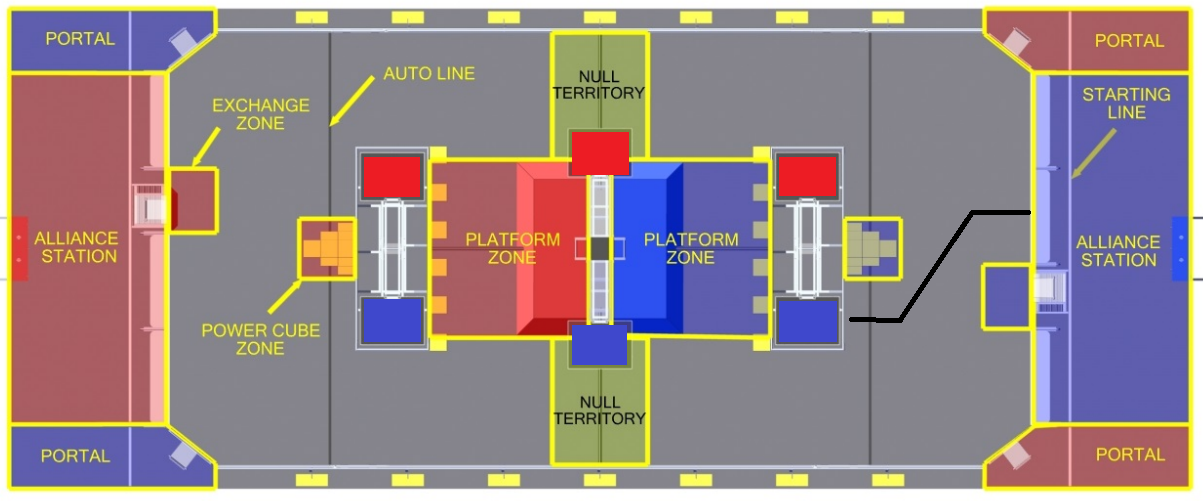 PORTAL
AUTO LINE
EXCHANGE
ZONE
NULL
TERRITORY
PORTAL
STARTING
LINE
ALLIANCE
STATION
PLATFORM
ZONE
PLATFORM
ZONE
ALLIANCE
STATION
POWER CUBE
ZONE
NULL
TERRITORY
PORTAL
PORTAL